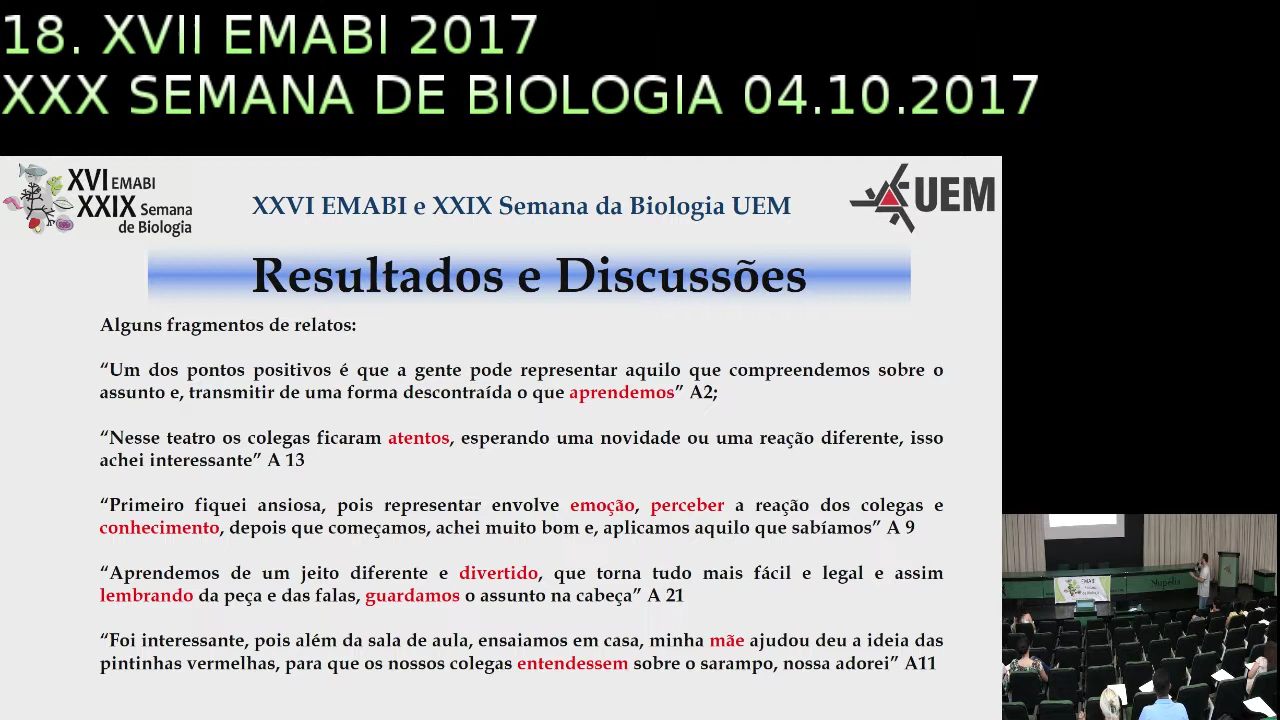 18. XVII EMABI 2017
XXX SEMANA DE BIOLOGIA 04.10.2017
XVI EMABI
XXIX Semana
de Biologia
XXVI EMABI e XXIX Semana da Biologia UEM
UEM
Resultados e Discussões
Alguns fragmentos de relatos:
“Um dos pontos positivos é que a gente pode representar aquilo que compreendemos sobre o
assunto e, transmitir de uma forma descontraída o que aprendemos” A2;
“Nesse teatro os colegas ficaram atentos, esperando uma novidade ou uma reação diferente, isso
achei interessante” A 13
“Primeiro fiquei ansiosa, pois representar envolve emoção, perceber a reação dos colegas e
conhecimento, depois que começamos, achei muito bom e, aplicamos aquilo que sabíamos” A 9
“Aprendemos de um jeito diferente e divertido, que torna tudo mais fácil e legal e assim
lembrando da peça e das falas, guardamos o assunto na cabeça” A 21
“Foi interessante, pois além da sala de aula, ensaiamos em casa, minha mãe ajudou deu a ideia das
pintinhas vermelhas, para que os nossos colegas entendessem sobre o sarampo, nossa adorei” A11
EMABI
Nupélia